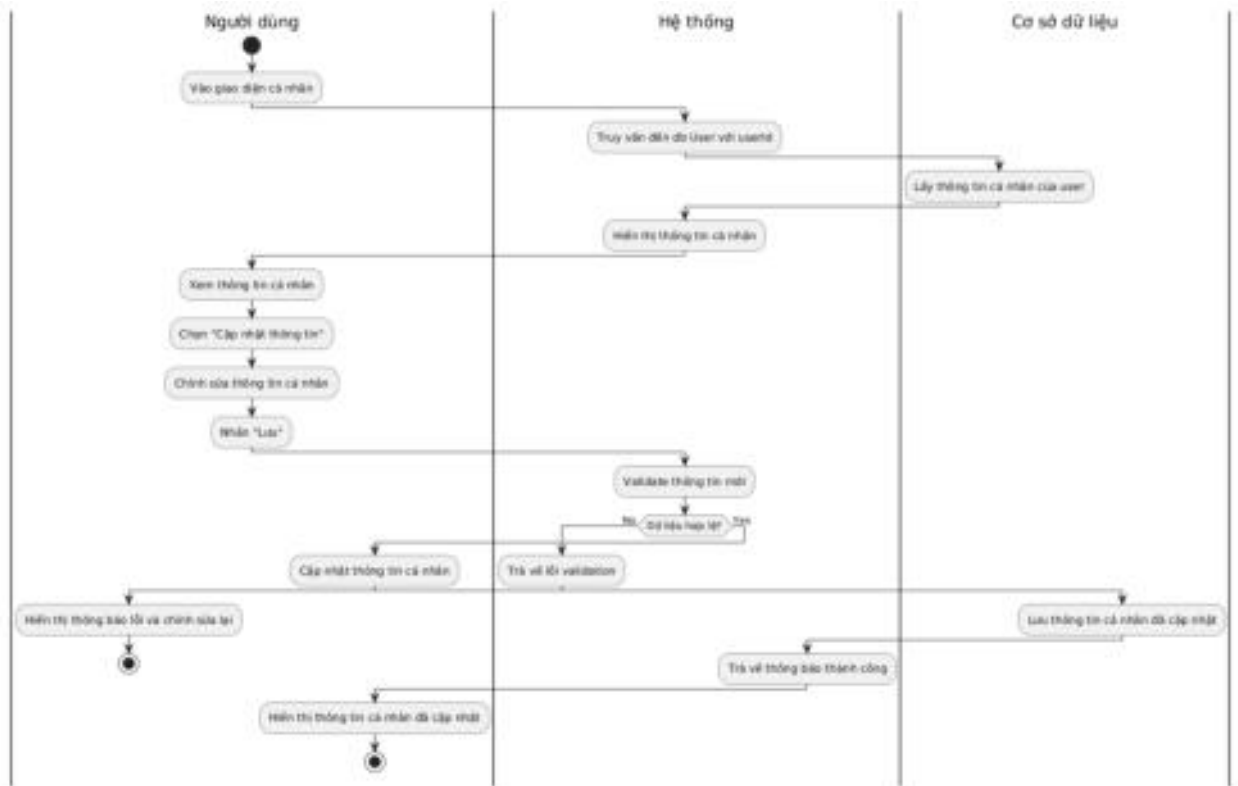 Người dùng
Hệ thống
Cơ sở dữ liệu
Vào giao diện cá nhân
Truy vấn đến db User với userId
Lấy thông tin cá nhân của user
Hiển thị thông tin cá nhân
Xem thông tin cá nhân
Chọn "Cập nhật thông tin"
Chỉnh sửa thông tin cá nhân
Nhấn "Lưu"
Validate thông tin mới
No
Dữ liệu hợp lệ?
Yes
Cập nhật thông tin cá nhân
Trả về lỗi validation
Hiển thị thông báo lỗi và chỉnh sửa lại
Lưu thông tin cá nhân đã cập nhật
Trả về thông báo thành công
Hiển thị thông tin cá nhân đã cập nhật